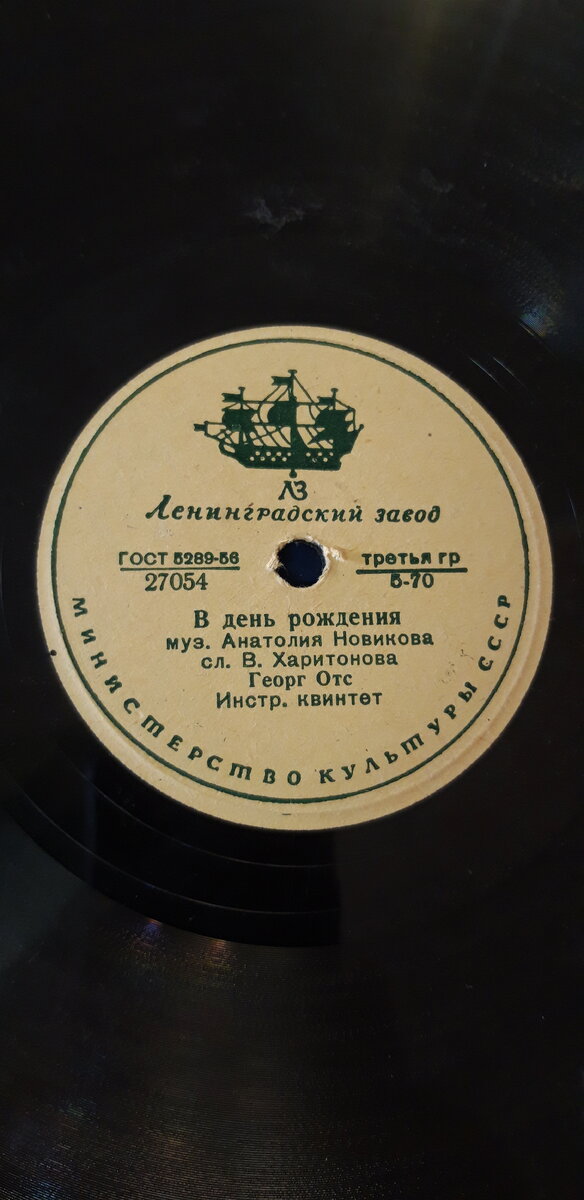 ЛЗ
Ленинградский завод
ГОСТ 5289-56
27054
третья гр
5-70
В день рождения
муз. Анатолия Новикова
сл. В. Харитонова
Георг Отс
Инстр. квинтет
МИНИСТЕРСТВО КУЛЬТУРЫ СССР